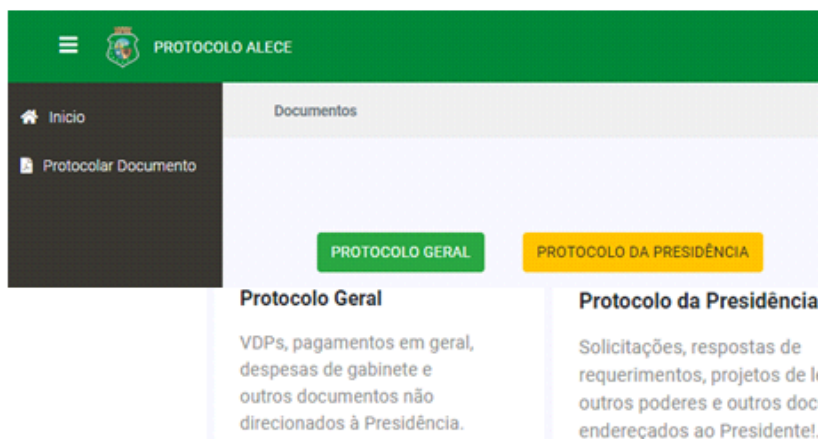 PROTOCOLO ALECE
Inicio
Protocolar Documento
Documentos
PROTOCOLO GERAL
PROTOCOLO DA PRESIDÊNCIA
Protocolo Geral
VDPs, pagamentos em geral,
despesas de gabinete e
outros documentos não
direcionados à Presidência.
Protocolo da Presidência
Solicitações, respostas de
requerimentos, projetos de
outros poderes e outros
endereçados ao Presidente!.